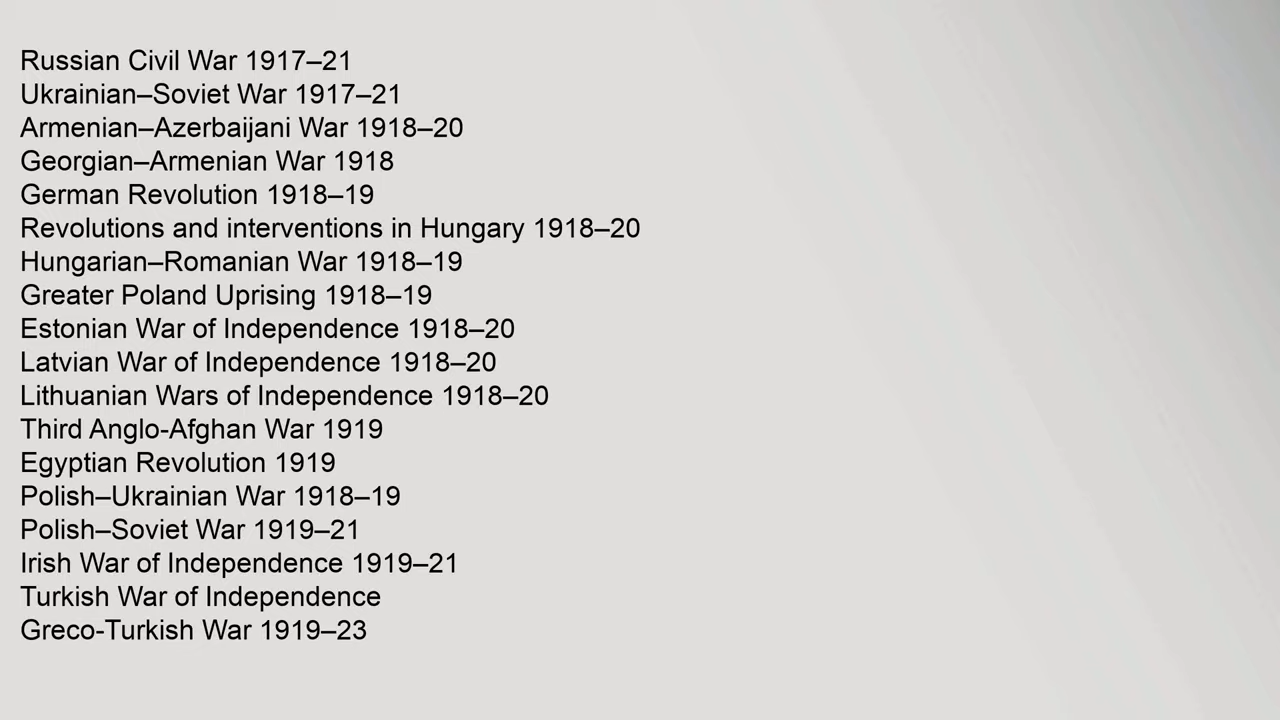 Russian Civil War 1917–21
Ukrainian–Soviet War 1917–21
Armenian–Azerbaijani War 1918–20
Georgian–Armenian War 1918
German Revolution 1918–19
Revolutions and interventions in Hungary 1918–20
Hungarian–Romanian War 1918–19
Greater Poland Uprising 1918–19
Estonian War of Independence 1918–20
Latvian War of Independence 1918–20
Lithuanian Wars of Independence 1918–20
Third Anglo-Afghan War 1919
Egyptian Revolution 1919
Polish–Ukrainian War 1918–19
Polish–Soviet War 1919–21
Irish War of Independence 1919–21
Turkish War of Independence
Greco-Turkish War 1919–23